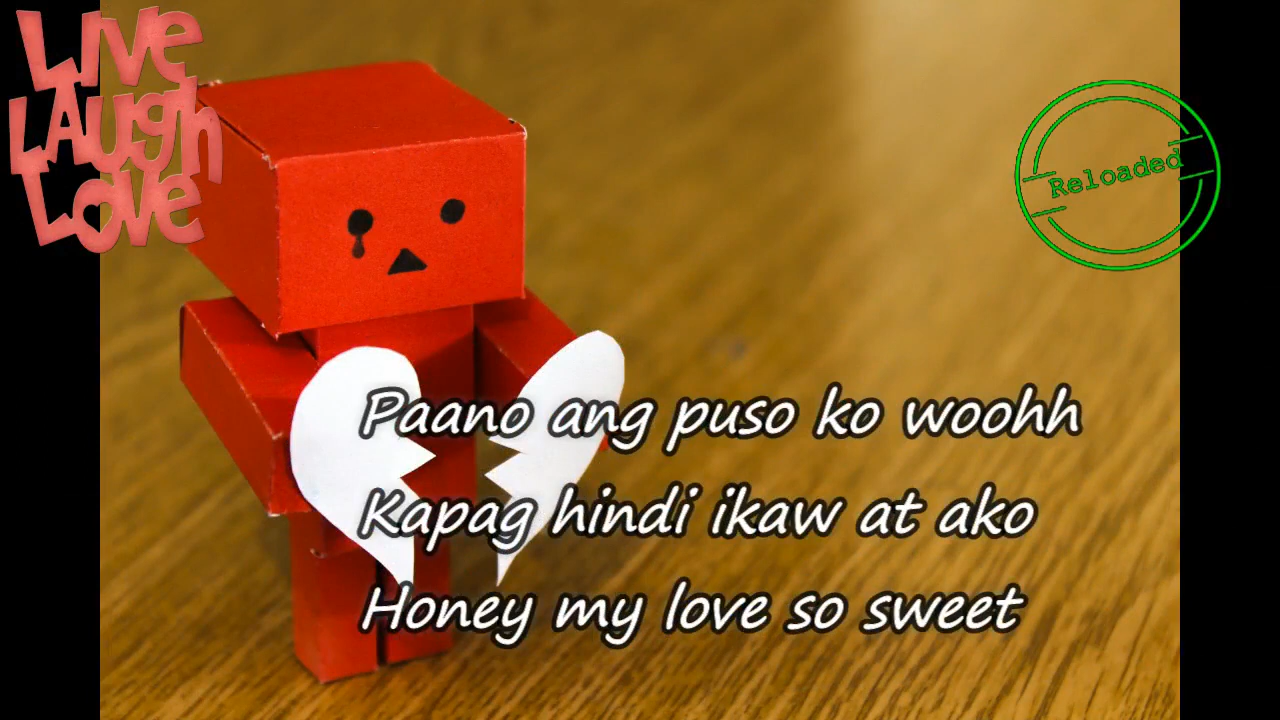 Live
Laugh
Love
Reloaded
Paano ang puso ko woohh
Kapag hindi ikaw at ako
Honey my love so sweet